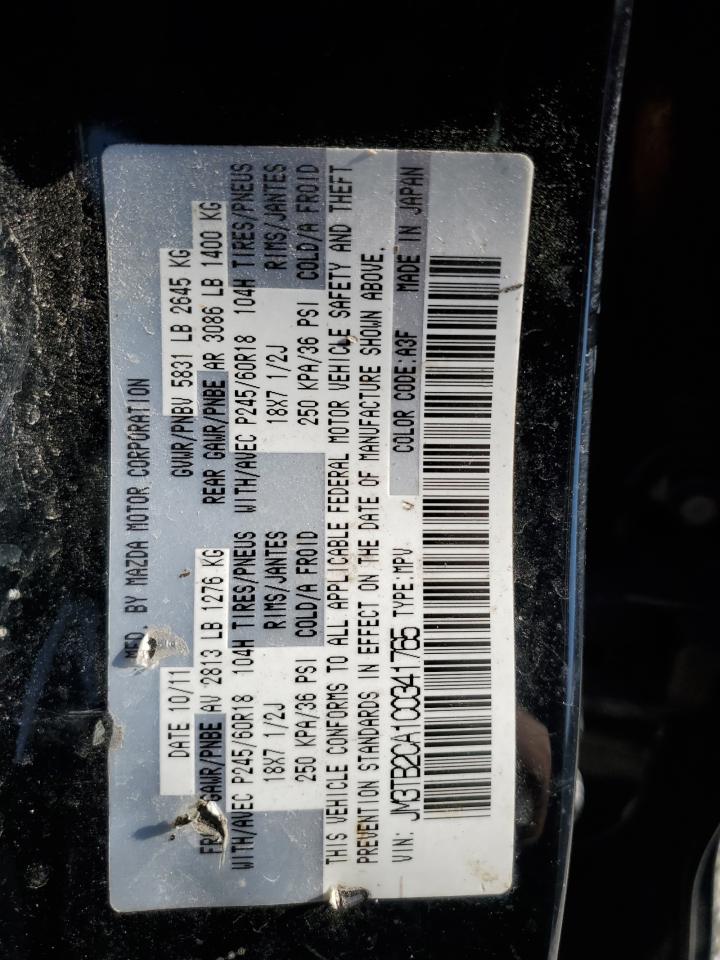 MFD. BY MAZDA MOTOR CORPORATION
DATE 10/11 GVWR/PNBV 5831 LB 2645 KG
GAWR/PNBE AV 2813 LB 1276 KG REAR GAWR/PNBE AR 3086 LB 1400 KG
WITH/AVEC P245/60R18 104H TIRES/PNEUS WITH/AVEC P245/60R18 104H TIRES/PNEUS
18X7 1/2J RIMS/JANTES 18X7 1/2J RIMS/JANTES
250 KPA/36 PSI COLD/A FROID 250 KPA/36 PSI COLD/A FROID
THIS VEHICLE CONFORMS TO ALL APPLICABLE FEDERAL MOTOR VEHICLE SAFETY AND THEFT
PREVENTION STANDARDS IN EFFECT ON THE DATE OF MANUFACTURE SHOWN ABOVE.
VIN: JM3TB2CA1C0341765 TYPE:MPV COLOR CODE:A3F MADE IN JAPAN